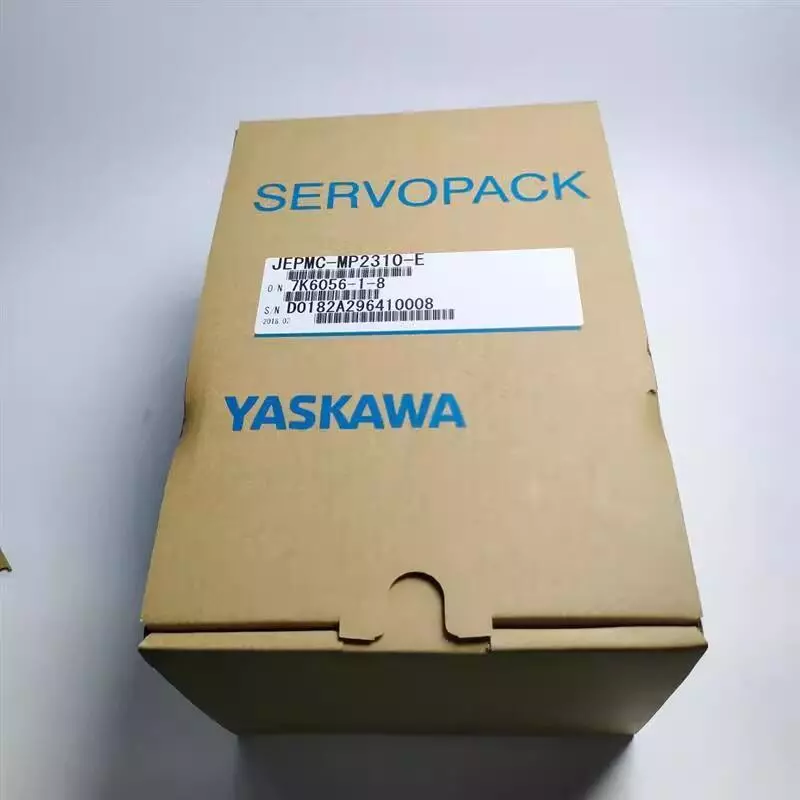 SERVOPACK
JEPMC-MP2310-E
O N 7K6056-1-8
S/N D0182A296410008
YASKAWA